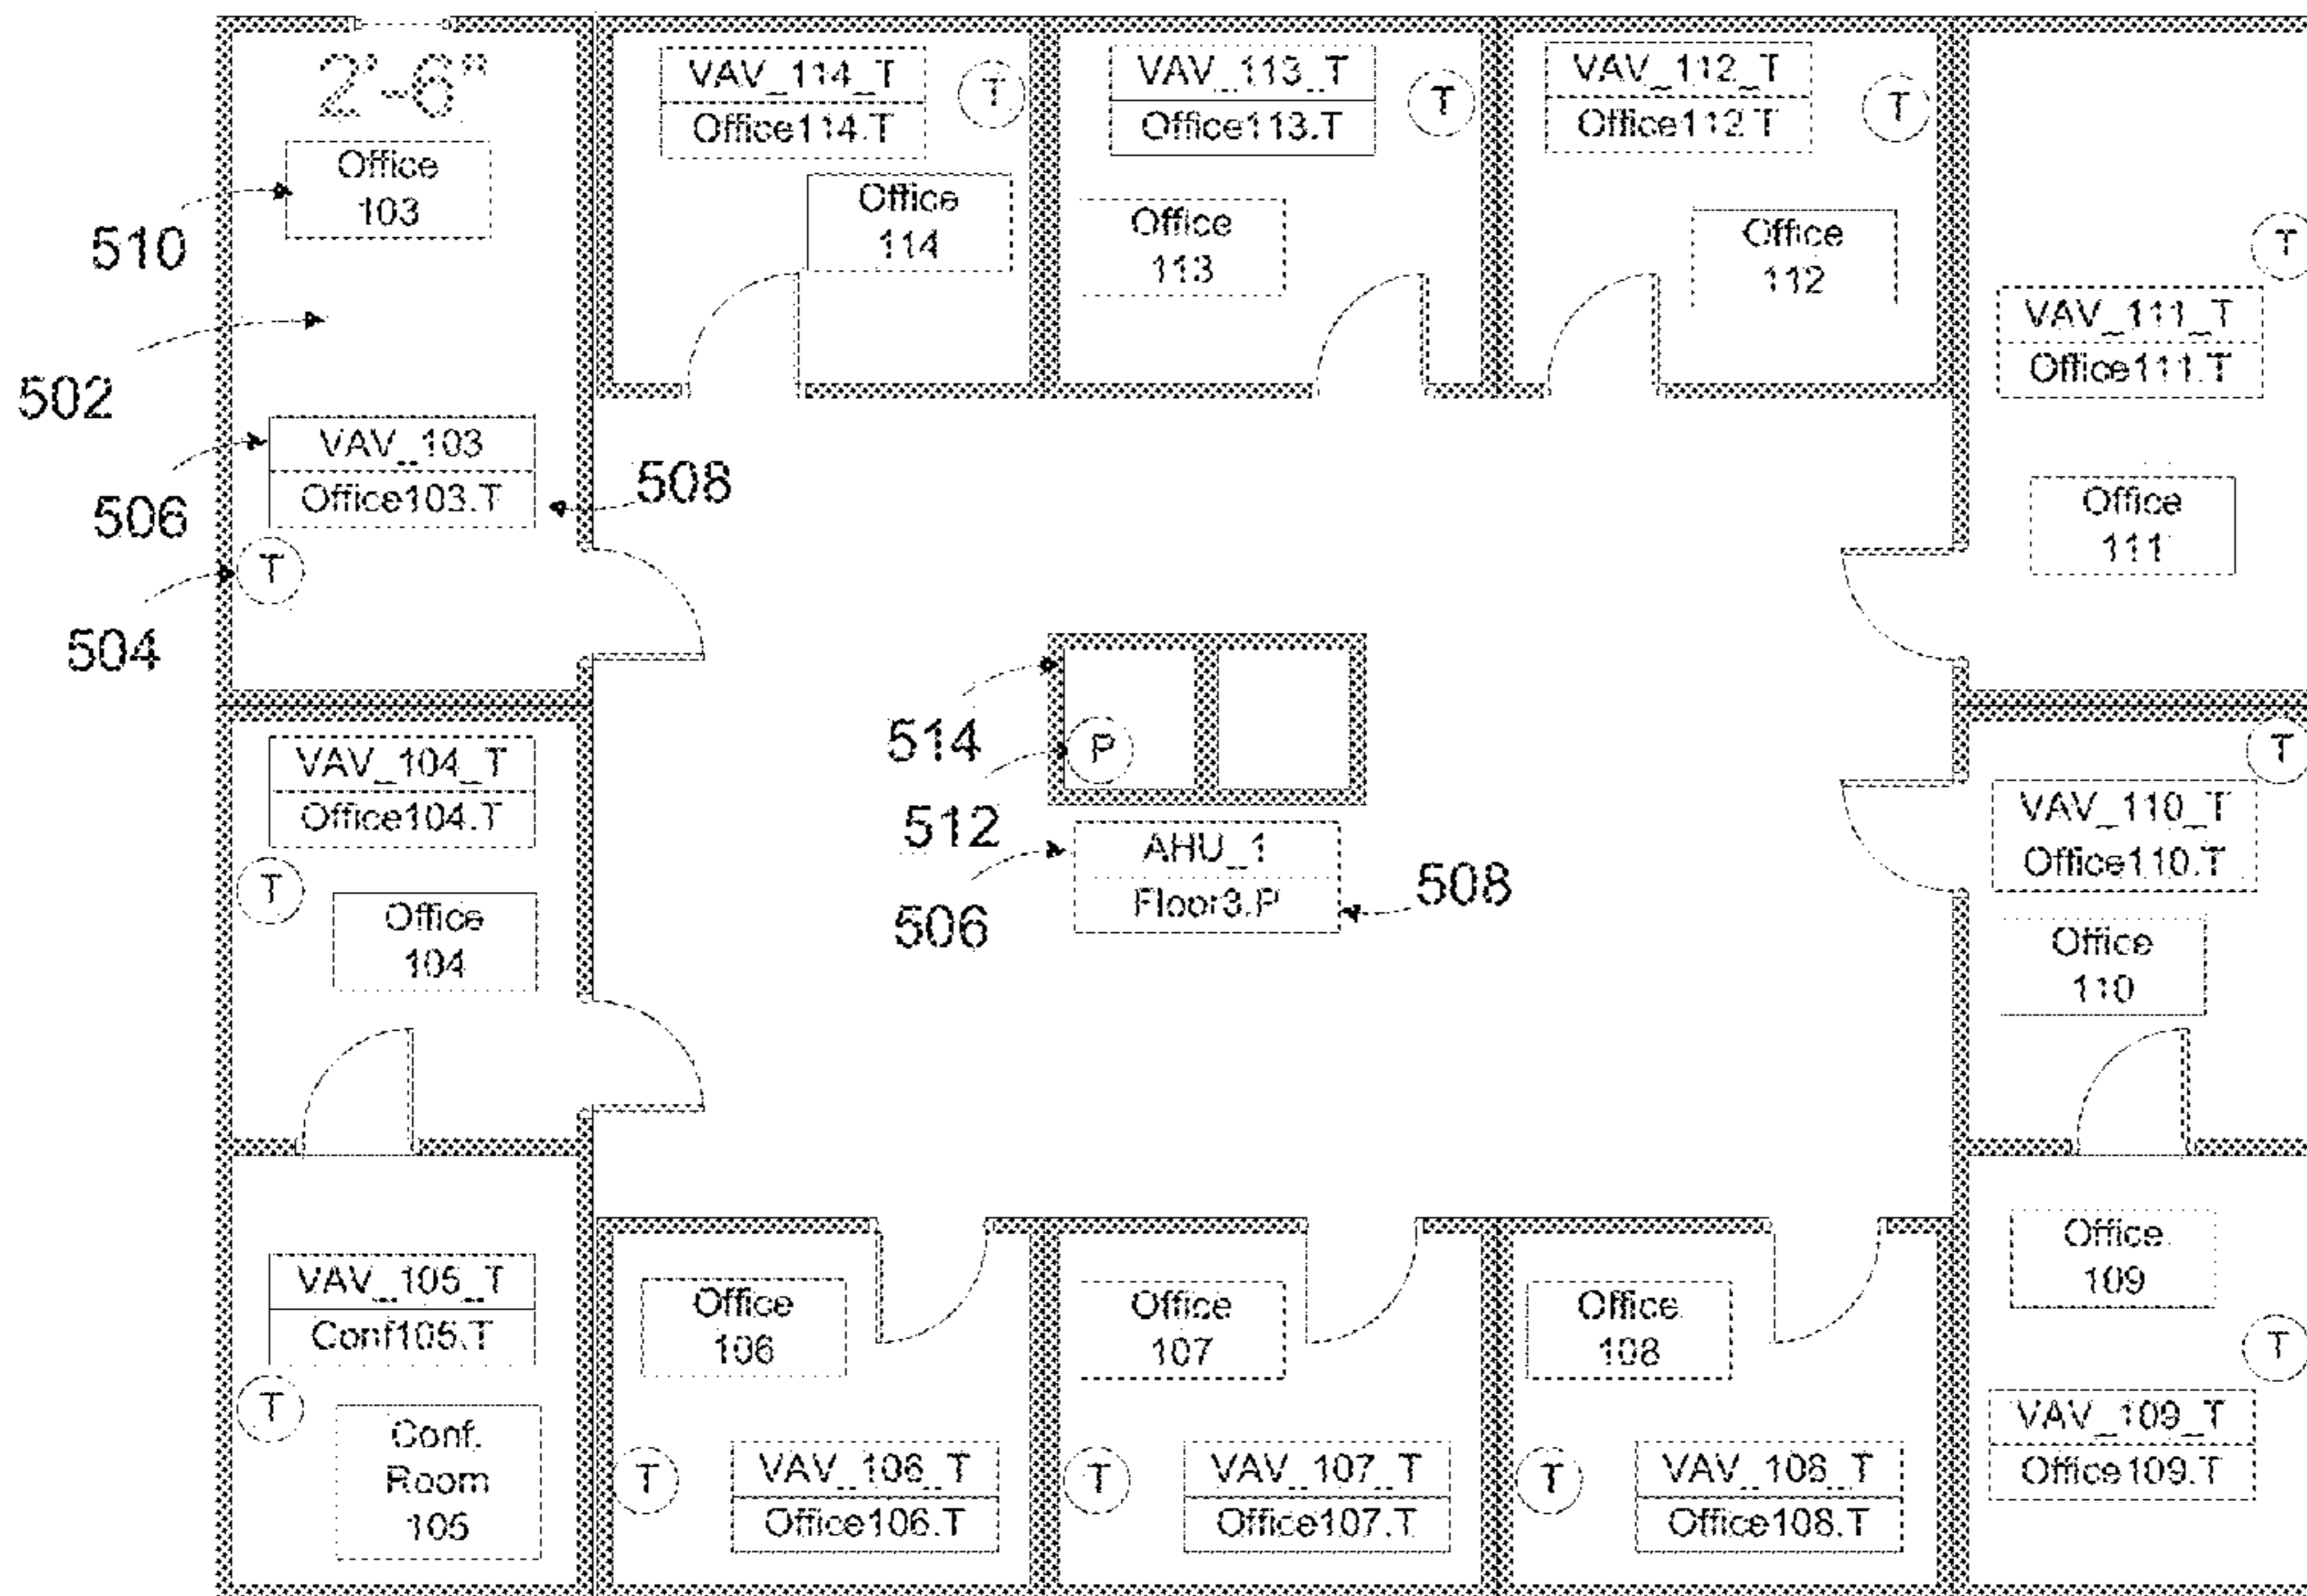 2'-6"
Office
103
510
502
VAV_103
Office103.T
506
508
T
504
VAV_114_T
Office114.T
T
Office
114
VAV_113_T
Office113.T
T
Office
113
VAV_112_T
Office112.T
T
Office
112
T
VAV_111_T
Office111.T
Office
111
514
P
512
AHU_1
Floor3.P
506
508
VAV_104_T
Office104.T
T
Office
104
T
VAV_110_T
Office110.T
Office
110
VAV_105_T
Conf105.T
T
Conf.
Room
105
Office
106
T
VAV_106_T
Office106.T
Office
107
T
VAV_107_T
Office107.T
Office
108
T
VAV_108_T
Office108.T
Office
109
T
VAV_109_T
Office109.T